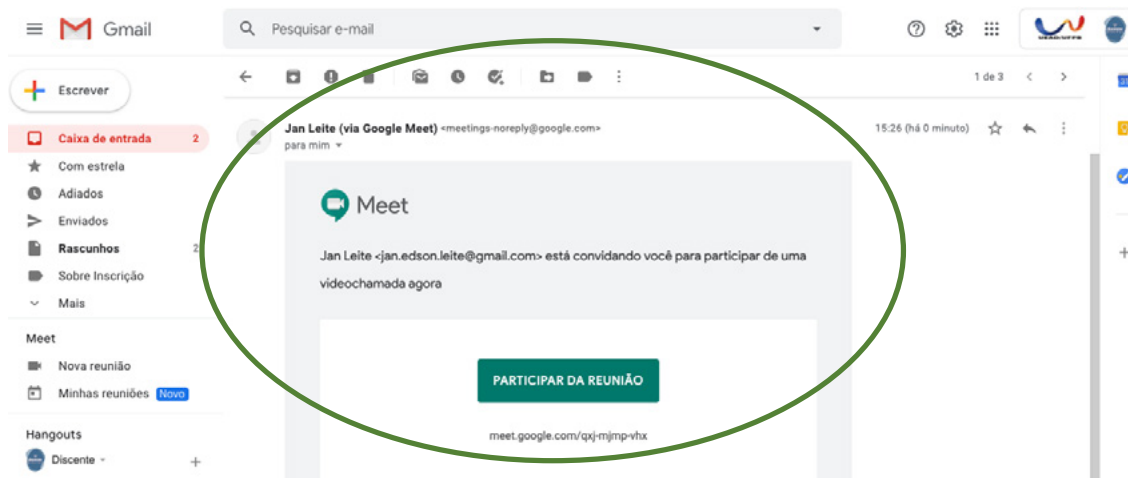 Gmail
Pesquisar e-mail
Escrever
1 de 3
Caixa de entrada 2
Com estrela
Adiados
Enviados
Rascunhos 2
Sobre Inscrição
Mais
Meet
Nova reunião
Minhas reuniões Novo
Hangouts
Discente
Jan Leite (via Google Meet) <meetings-noreply@google.com>
15:26 (há 0 minuto)
para mim
Meet
Jan Leite <jan.edson.leite@gmail.com> está convidando você para participar de uma
videochamada agora
PARTICIPAR DA REUNIÃO
meet.google.com/qxj-mjmp-vhx